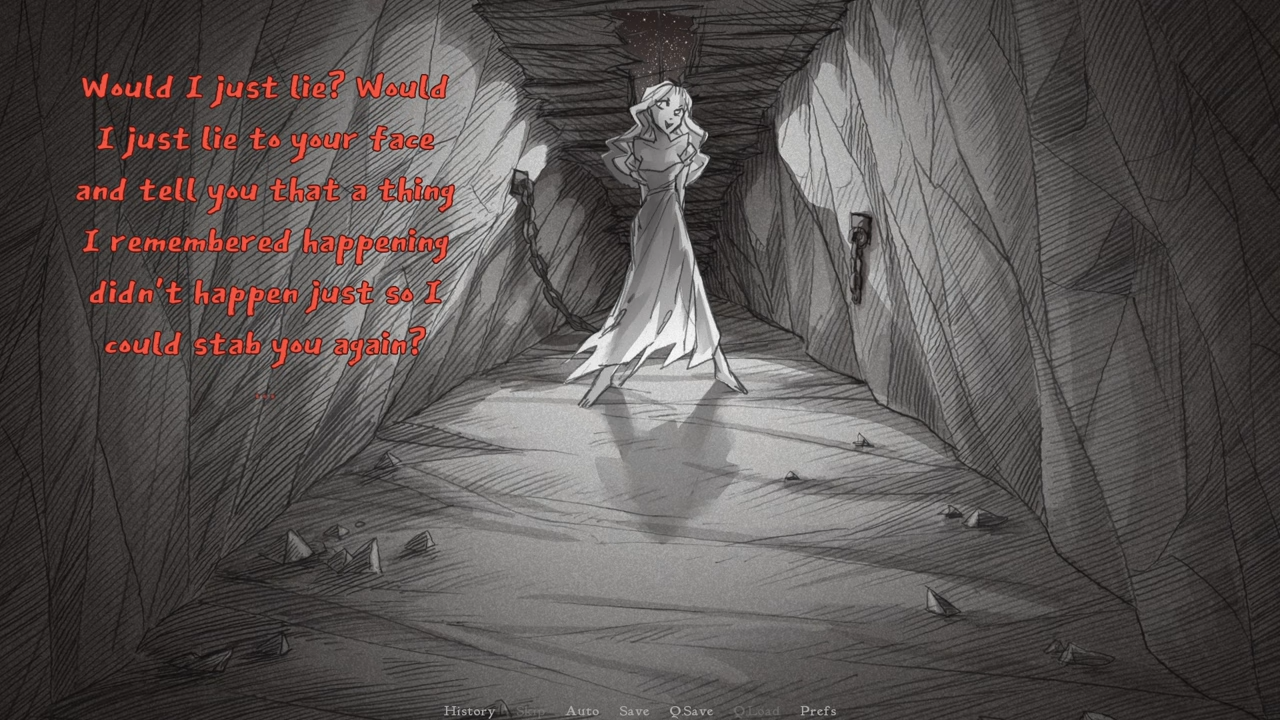 Would I just lie? Would
I just lie to your face
and tell you that a thing
I remembered happening
didn't happen just so I
could stab you again?
History Skip Auto Save Q.Save Q.Load Prefs